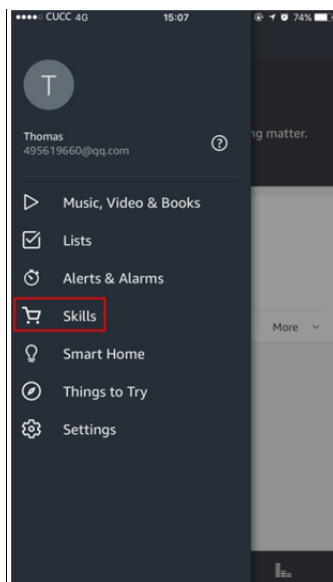 CUCC 4G 15:07 74%
T
Thomas
495619660@qq.com
ng matter.
Music, Video & Books
Lists
Alerts & Alarms
Skills
More
Smart Home
Things to Try
Settings